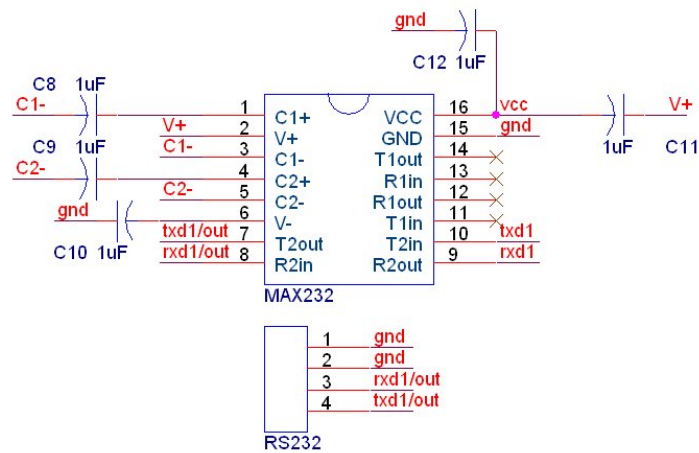 gnd
C12 1uF
C8 1uF
C1-
1 C1+ VCC 16 vcc V+
V+ 2 V+ GND 15 gnd
C9 1uF C1- 3 C1- T1out 14 1uF C11
C2- 4 C2+ R1in 13
C2- 5 C2- R1out 12
gnd 6 V- T1in 11
C10 1uF txd1/out 7 T2out T2in 10 txd1
rxd1/out 8 R2in R2out 9 rxd1
MAX232
1 gnd
2 gnd
3 rxd1/out
4 txd1/out
RS232